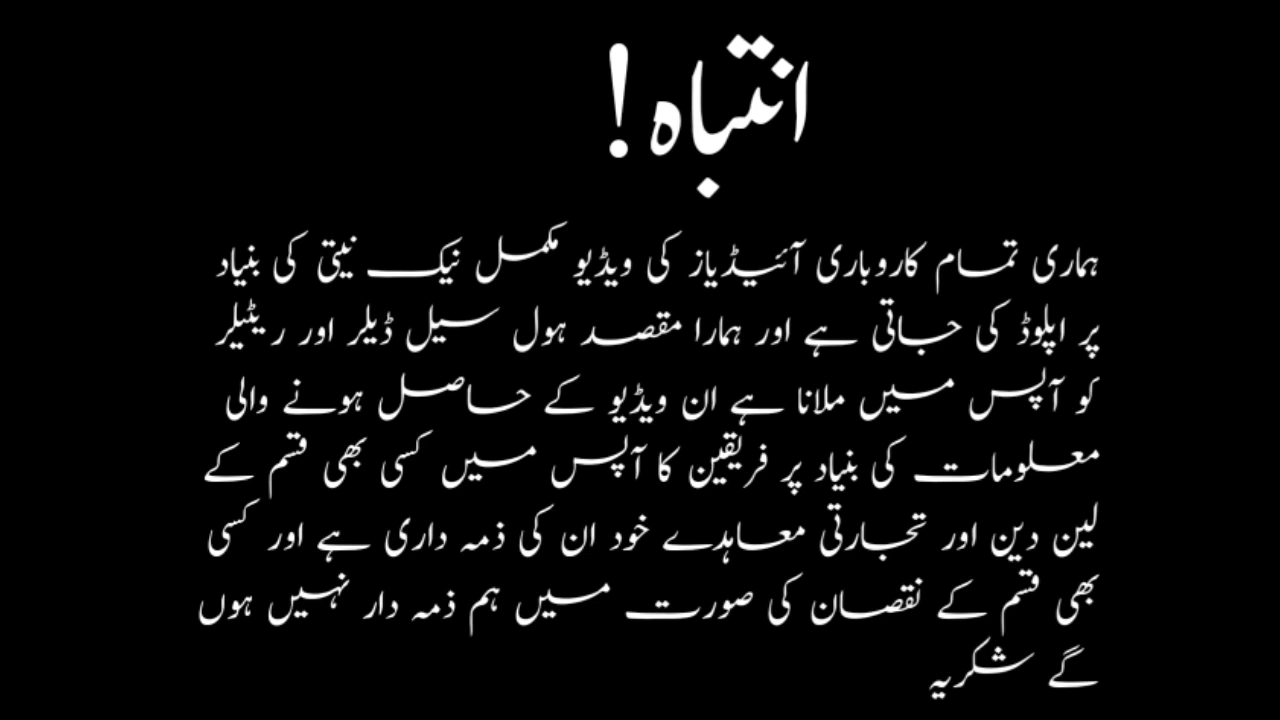 انتباہ!
ہماری تمام کاروباری آئیڈیاز کی ویڈیو مکمل نیک نیتی کی بنیاد
پر اپلوڈ کی جاتی ہے اور ہمارا مقصد ہول سیل ڈیلر اور ریٹیلر
کو آپس میں ملانا ہے ان ویڈیو کے حاصل ہونے والی
معلومات کی بنیاد پر فریقین کا آپس میں کسی بھی قسم کے
لین دین اور تجارتی معاہدے خود ان کی ذمہ داری ہے اور کسی
بھی قسم کے نقصان کی صورت میں ہم ذمہ دار نہیں ہوں
گے شکریہ